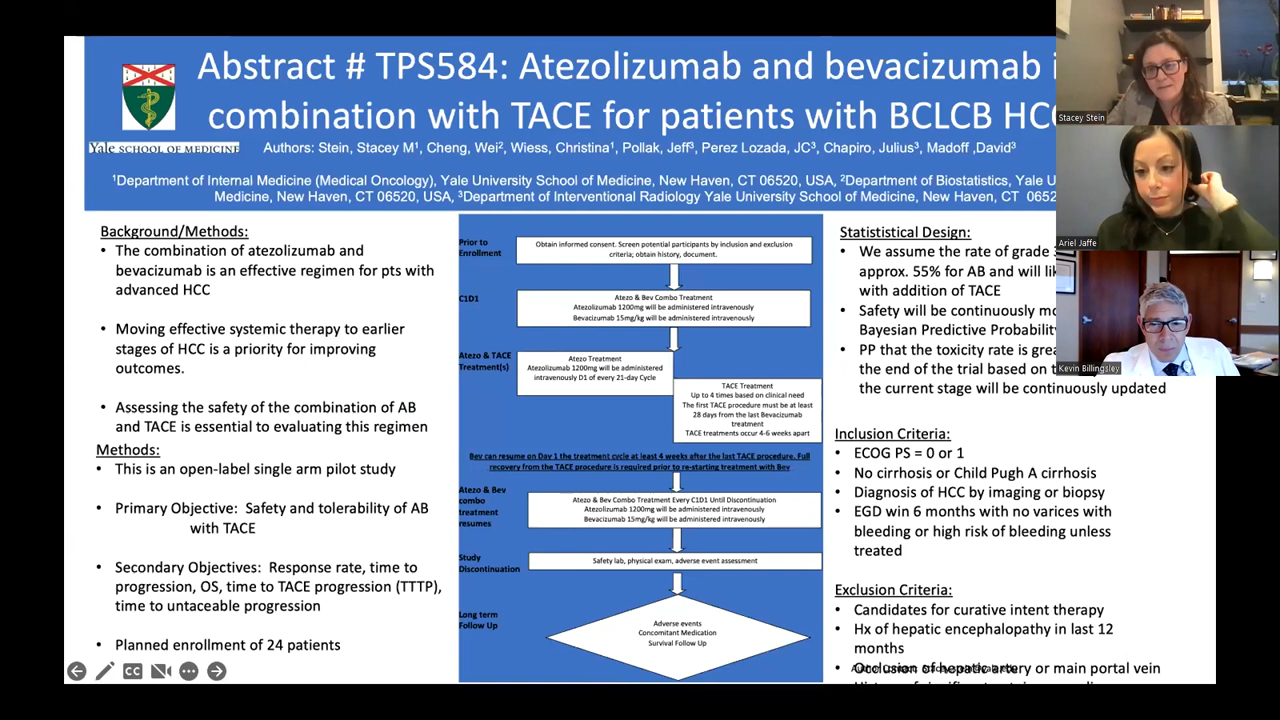 Abstract # TPS584: Atezolizumab and bevacizumab i
combination with TACE for patients with BCLCB HCC
YALE SCHOOL OF MEDICINE
Authors: Stein, Stacey M¹, Cheng, Wei², Wiess, Christina¹, Pollak, Jeff³, Perez Lozada, JC³, Chapiro, Julius³, Madoff ,David³
¹Department of Internal Medicine (Medical Oncology), Yale University School of Medicine, New Haven, CT 06520, USA, ²Department of Biostatistics, Yale U
Medicine, New Haven, CT 06520, USA, ³Department of Interventional Radiology Yale University School of Medicine, New Haven, CT 0652
Background/Methods:
• The combination of atezolizumab and
bevacizumab is an effective regimen for pts with
advanced HCC
• Moving effective systemic therapy to earlier
stages of HCC is a priority for improving
outcomes.
• Assessing the safety of the combination of AB
and TACE is essential to evaluating this regimen
Methods:
• This is an open-label single arm pilot study
• Primary Objective: Safety and tolerability of AB
with TACE
• Secondary Objectives: Response rate, time to
progression, OS, time to TACE progression (TTTP),
time to untaceable progression
• Planned enrollment of 24 patients
Prior to
Enrollment
Obtain informed consent. Screen potential participants by inclusion and exclusion
criteria; obtain history, document.
C1D1
Atezo & Bev Combo Treatment
Atezolizumab 1200mg will be administered intravenously
Bevacizumab 15mg/kg will be administered intravenously
Atezo & TACE
Treatment(s)
Atezo Treatment
Atezolizumab 1200mg will be administered
intravenously D1 of every 21-day Cycle
TACE Treatment
Up to 4 times based on clinical need
The first TACE procedure must be at least
28 days from the last Bevacizumab
treatment
TACE treatments occur 4-6 weeks apart
Bev can resume on Day 1 the treatment cycle at least 4 weeks after the last TACE procedure. Full
recovery from the TACE procedure is required prior to re-starting treatment with Bev
Atezo & Bev
combo
treatment
resumes
Atezo & Bev Combo Treatment Every C1D1 Until Discontinuation
Atezolizumab 1200mg will be administered intravenously
Bevacizumab 15mg/kg will be administered intravenously
Study
Discontinuation
Safety lab, physical exam, adverse event assessment
Long term
Follow Up
Adverse events
Concomitant Medication
Survival Follow Up
Statististical Design:
• We assume the rate of grade 3
approx. 55% for AB and will lik
with addition of TACE
• Safety will be continuously mo
Bayesian Predictive Probability
• PP that the toxicity rate is grea
the end of the trial based on t
the current stage will be continuously updated
Inclusion Criteria:
• ECOG PS = 0 or 1
• No cirrhosis or Child Pugh A cirrhosis
• Diagnosis of HCC by imaging or biopsy
• EGD win 6 months with no varices with
bleeding or high risk of bleeding unless
treated
Exclusion Criteria:
• Candidates for curative intent therapy
• Hx of hepatic encephalopathy in last 12
months
• Occlusion of hepatic artery or main portal vein
Stacey Stein
Ariel Jaffe
Kevin Billingsley
CC